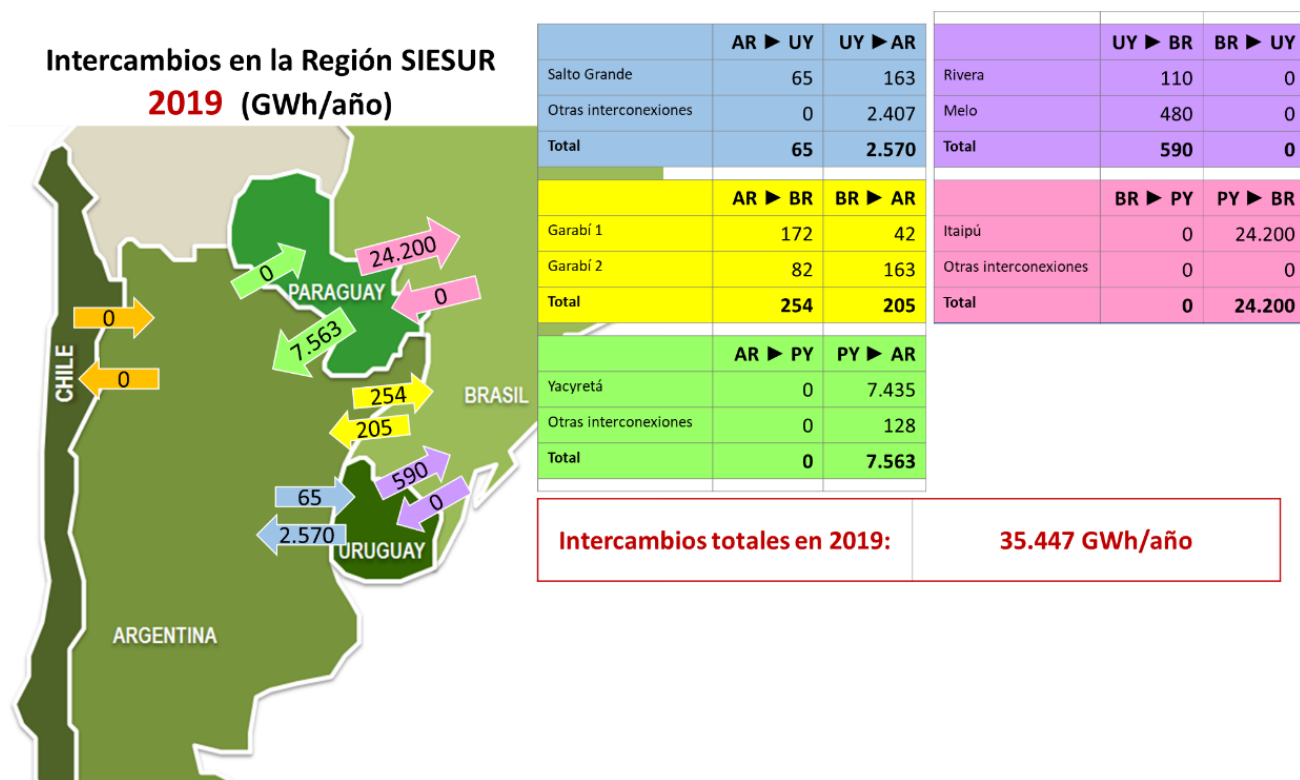 Intercambios en la Región SIESUR
2019 (GWh/año)
AR ► UY UY ► AR
Salto Grande 65 163
Otras interconexiones 0 2.407
Total 65 2.570
UY ► BR BR ► UY
Rivera 110 0
Melo 480 0
Total 590 0
AR ► BR BR ► AR
Garabí 1 172 42
Garabí 2 82 163
Total 254 205
BR ► PY PY ► BR
Itaipú 0 24.200
Otras interconexiones 0 0
Total 0 24.200
AR ► PY PY ► AR
Yacyretá 0 7.435
Otras interconexiones 0 128
Total 0 7.563
Intercambios totales en 2019: 35.447 GWh/año
24.200
0
PARAGUAY
0
0
7.563
CHILE
0
254
BRASIL
205
590
65
0
2.570
URUGUAY
ARGENTINA